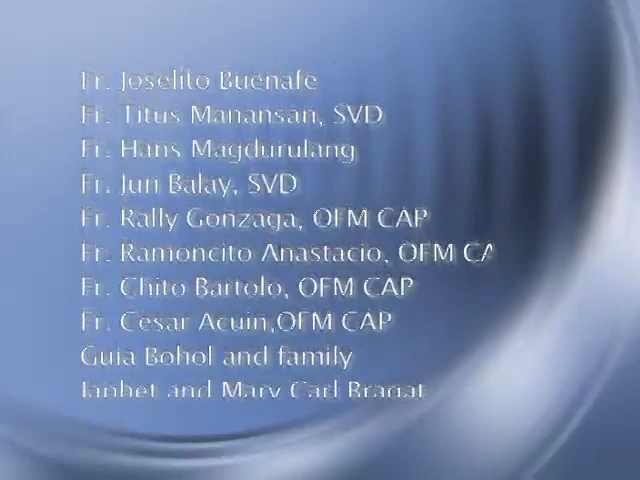 Fr. Joselito Buenafe
Fr. Titus Manansan, SVD
Fr. Hans Magdurulang
Fr. Jun Balay, SVD
Fr. Rally Gonzaga, OFM CAP
Fr. Ramoncito Anastacio, OFM CA
Fr. Chito Bartolo, OFM CAP
Fr. Cesar Acuin,OFM CAP
Guia Bohol and family
Japhet and Mary Carl Bragat